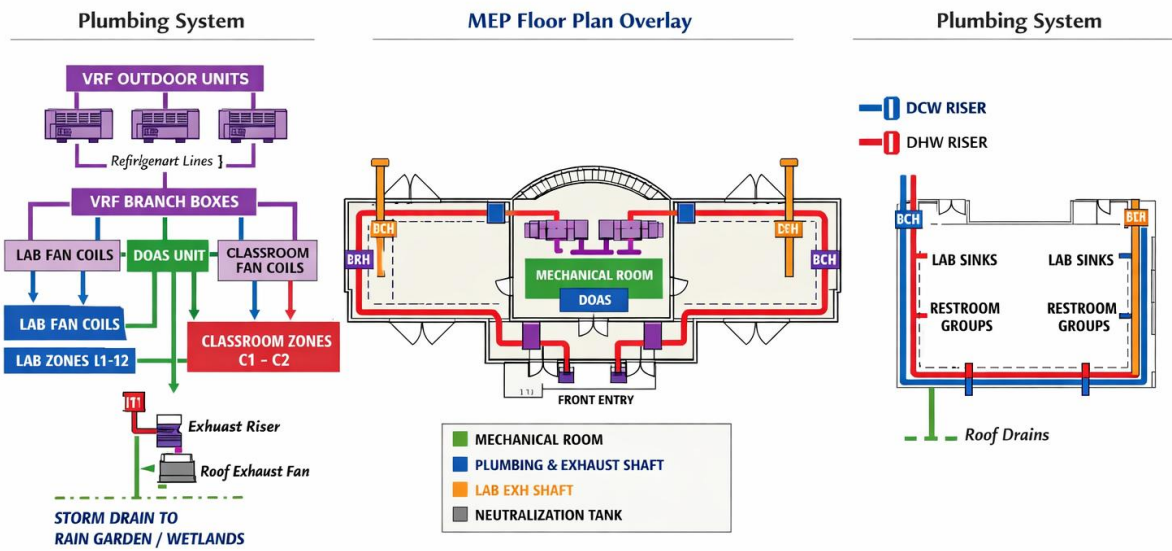 Plumbing System
VRF OUTDOOR UNITS
Refirlgenart Lines }
VRF BRANCH BOXES
LAB FAN COILS
DOAS UNIT
CLASSROOM
FAN COILS
LAB FAN COILS
LAB ZONES L1-12
CLASSROOM ZONES
C1 – C2
Exhuast Riser
Roof Exhaust Fan
STORM DRAIN TO
RAIN GARDEN / WETLANDS
MEP Floor Plan Overlay
BCH
BRH
BCH
MECHANICAL ROOM
DOAS
FRONT ENTRY
MECHANICAL ROOM
PLUMBING & EXHAUST SHAFT
LAB EXH SHAFT
NEUTRALIZATION TANK
Plumbing System
DCW RISER
DHW RISER
BCH
BCH
LAB SINKS
LAB SINKS
RESTROOM
GROUPS
RESTROOM
GROUPS
Roof Drains